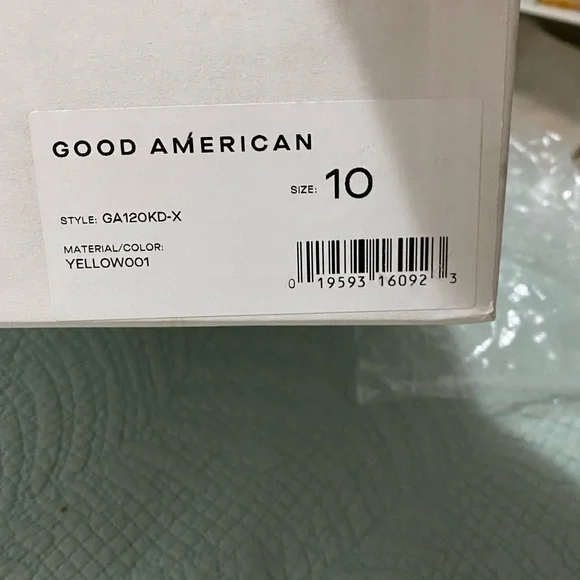 GOOD AMERICAN
SIZE: 10
STYLE: GA120KD-X
MATERIAL/COLOR:
YELLOW001
0 19593 16092 3